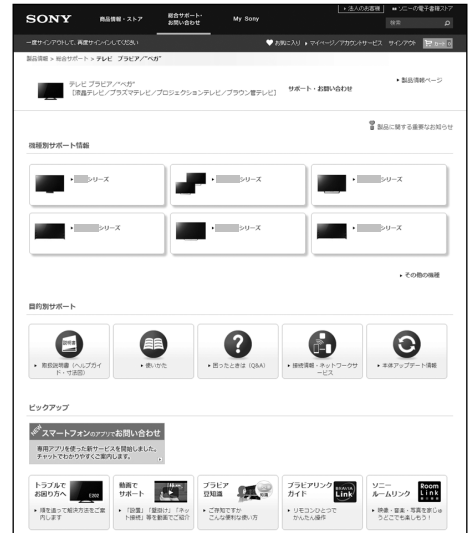 SONY
商品情報・ストア
総合サポート・
お問い合わせ
My Sony
法人のお客様
ソニーの電子書籍ストア
検索
一度サインアウトして、再度サインインしてください
お気に入り
マイページ/アカウントサービス
サインアウト
カート 0
製品情報 > 総合サポート > テレビ ブラビア/"ベガ"
テレビ ブラビア/"ベガ"
[液晶テレビ/プラズマテレビ/プロジェクションテレビ/ブラウン管テレビ]
サポート・お問い合わせ
製品情報ページ
製品に関する重要なお知らせ
機種別サポート情報
シリーズ
シリーズ
シリーズ
シリーズ
シリーズ
シリーズ
その他の機種
目的別サポート
説明書
取扱説明書(ヘルプガイ
ド・寸法図)
使いかた
?
困ったときは(Q&A)
接続情報・ネットワークサ
ービス
本体アップデート情報
ピックアップ
NEW
スマートフォンのアプリでお問い合わせ
専用アプリを使った新サービスを開始しました。
チャットでわかりやすくご案内します。
トラブルで
お困りの方へ
E202
順を追って解決方法をご案
内します
動画で
サポート
「設置」「壁掛け」「ネッ
ト接続」等を動画でご紹介
ブラビア
豆知識
知識
ご存知ですか
こんな便利な使い方
ブラビアリンク
ガイド
BRAVIA
Link
リモコンひとつで
かんたん操作
ソニー
ルームリンク
Room
Link
映像・音楽・写真を家じゅ
うどこでも楽しもう!